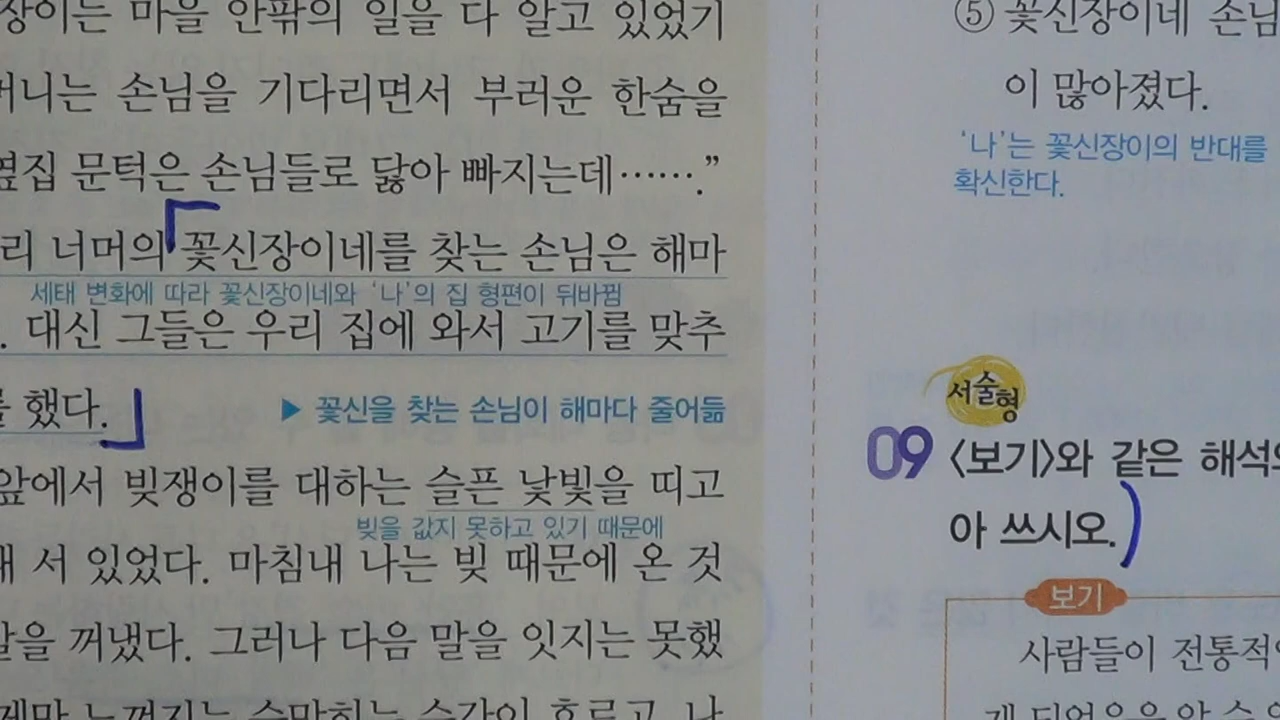 장이는 마을 안팎의 일을 다 알고 있었기
머니는 손님을 기다리면서 부러운 한숨을
옆집 문턱은 손님들로 닳아 빠지는데…….”
리 너머의 「꽃신장이네를 찾는 손님은 해마
세태 변화에 따라 꽃신장이네와 ‘나’의 집 형편이 뒤바뀜
. 대신 그들은 우리 집에 와서 고기를 맞추
를 했다.」
▶ 꽃신을 찾는 손님이 해마다 줄어듦
앞에서 빚쟁이를 대하는 슬픈 낯빛을 띠고
빚을 갚지 못하고 있기 때문에
서 있었다. 마침내 나는 빚 때문에 온 것
말을 꺼냈다. 그러나 다음 말을 잇지는 못했
⑤ 꽃신장이네 손님
이 많아졌다.
‘나’는 꽃신장이의 반대를
확신한다.
서술형
09 <보기>와 같은 해석
아 쓰시오.)
보기
사람들이 전통적